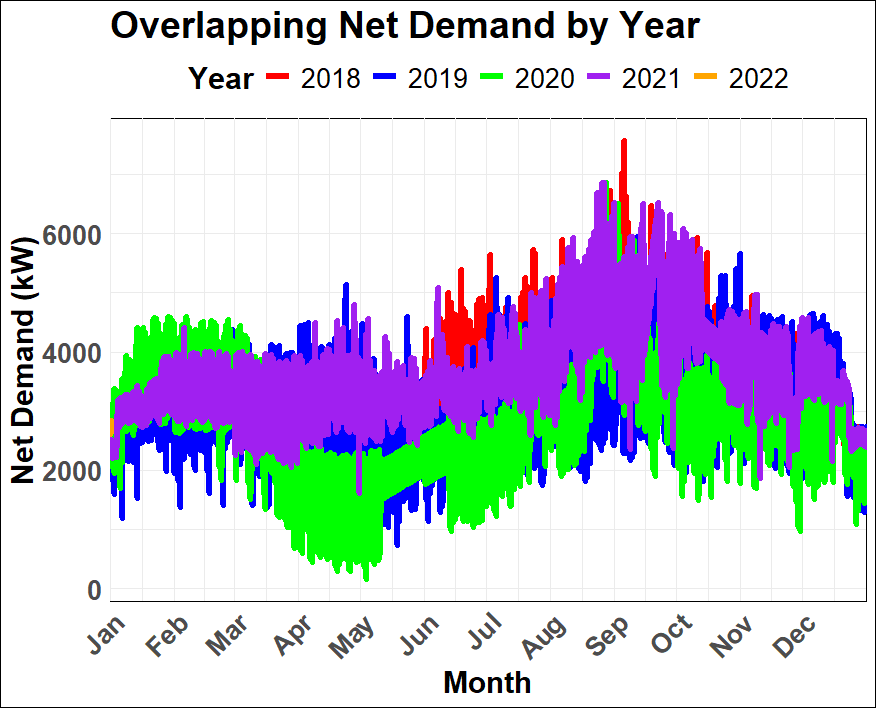 Overlapping Net Demand by Year
Year 2018 2019 2020 2021 2022
Net Demand (kW)
6000
4000
2000
0
Jan Feb Mar Apr May Jun Jul Aug Sep Oct Nov Dec
Month